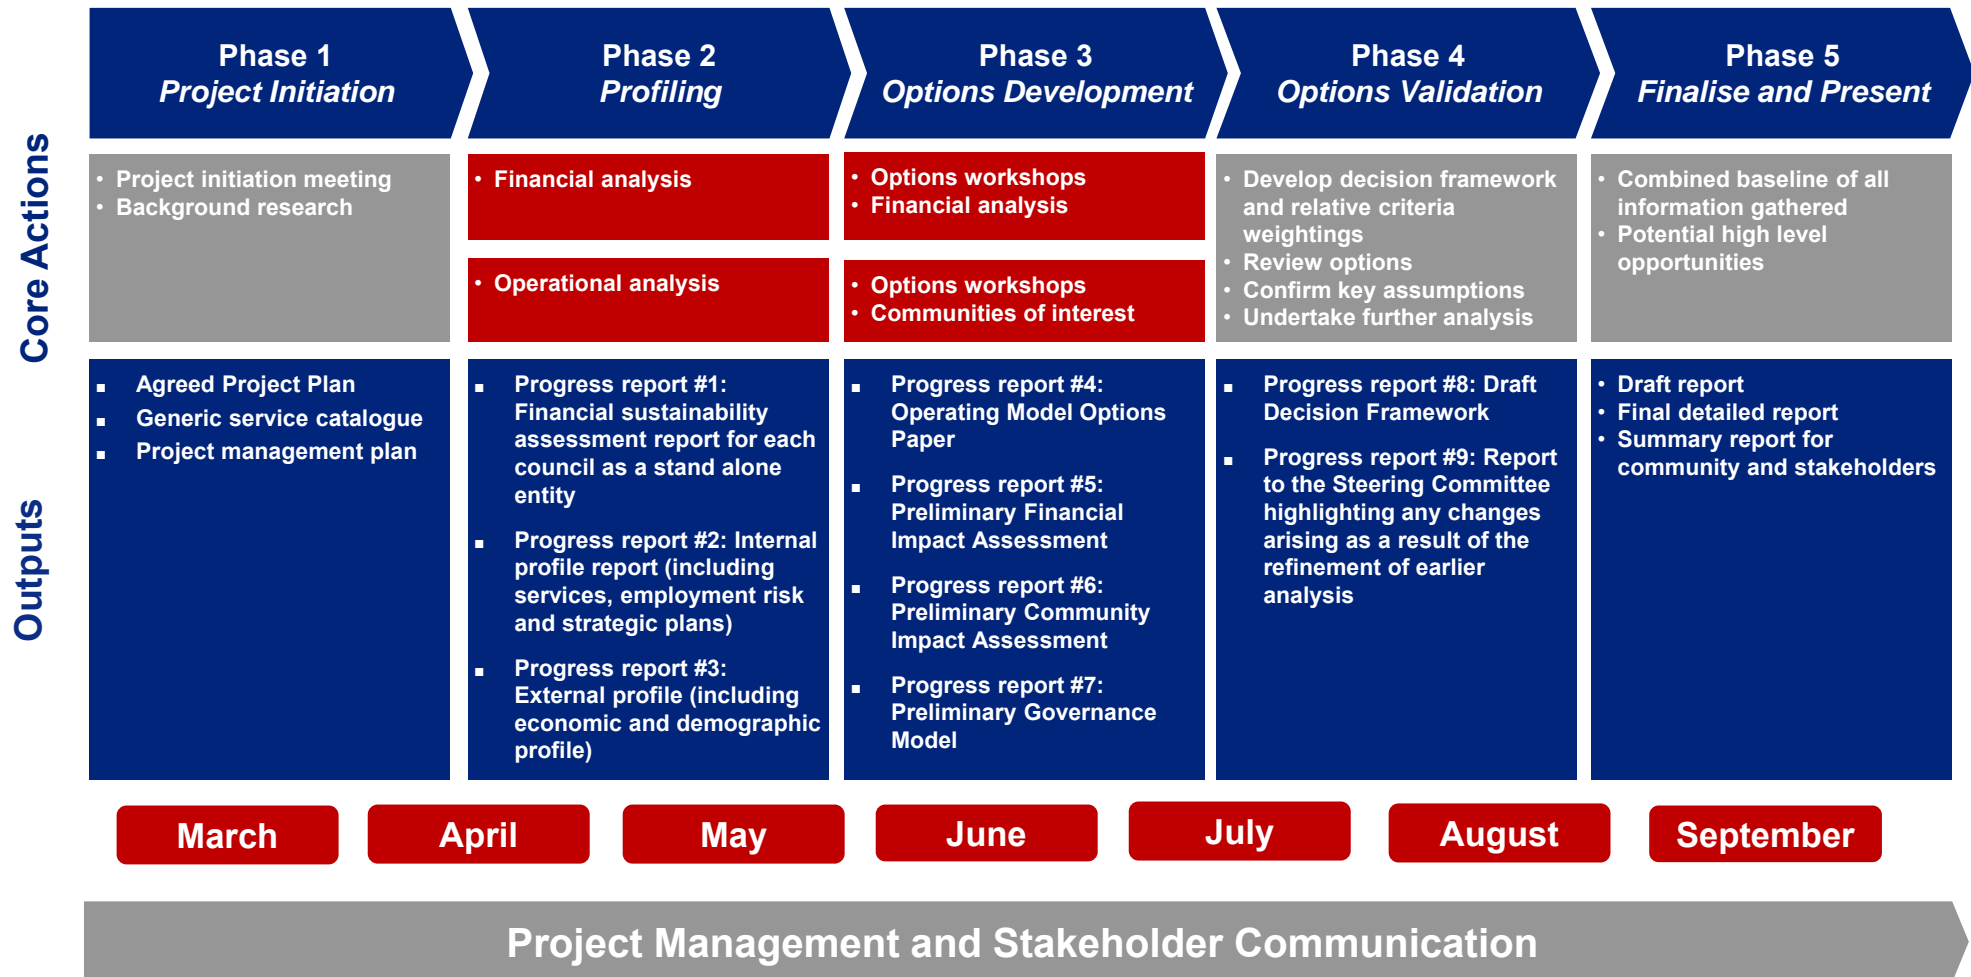 Phase 1
Project Initiation
Phase 2
Profiling
Phase 3
Options Development
Phase 4
Options Validation
Phase 5
Finalise and Present
Core Actions
• Project initiation meeting
• Background research
• Financial analysis
• Operational analysis
• Options workshops
• Financial analysis
• Options workshops
• Communities of interest
• Develop decision framework
and relative criteria
weightings
• Review options
• Confirm key assumptions
• Undertake further analysis
• Combined baseline of all
information gathered
• Potential high level
opportunities
Outputs
▪ Agreed Project Plan
▪ Generic service catalogue
▪ Project management plan
▪ Progress report #1:
Financial sustainability
assessment report for each
council as a stand alone
entity
▪ Progress report #2: Internal
profile report (including
services, employment risk
and strategic plans)
▪ Progress report #3:
External profile (including
economic and demographic
profile)
▪ Progress report #4:
Operating Model Options
Paper
▪ Progress report #5:
Preliminary Financial
Impact Assessment
▪ Progress report #6:
Preliminary Community
Impact Assessment
▪ Progress report #7:
Preliminary Governance
Model
▪ Progress report #8: Draft
Decision Framework
▪ Progress report #9: Report
to the Steering Committee
highlighting any changes
arising as a result of the
refinement of earlier
analysis
• Draft report
• Final detailed report
• Summary report for
community and stakeholders
March
April
May
June
July
August
September
Project Management and Stakeholder Communication